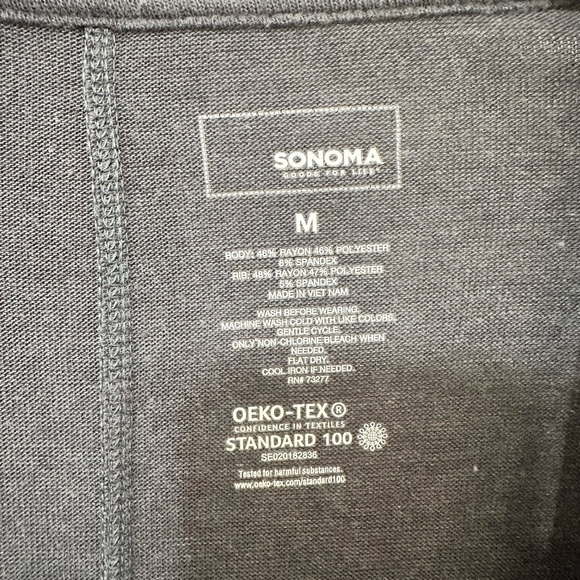 SONOMA
GOODS FOR LIFE®
M
BODY: 46% RAYON 46% POLYESTER
8% SPANDEX
RIB: 48% RAYON 47% POLYESTER
5% SPANDEX
MADE IN VIET NAM
WASH BEFORE WEARING.
MACHINE WASH COLD WITH LIKE COLORS,
GENTLE CYCLE.
ONLY NON-CHLORINE BLEACH WHEN
NEEDED.
FLAT DRY.
COOL IRON IF NEEDED.
RN# 73277
OEKO-TEX®
CONFIDENCE IN TEXTILES
STANDARD 100
SE020162836
Tested for harmful substances.
www.oeko-tex.com/standard100